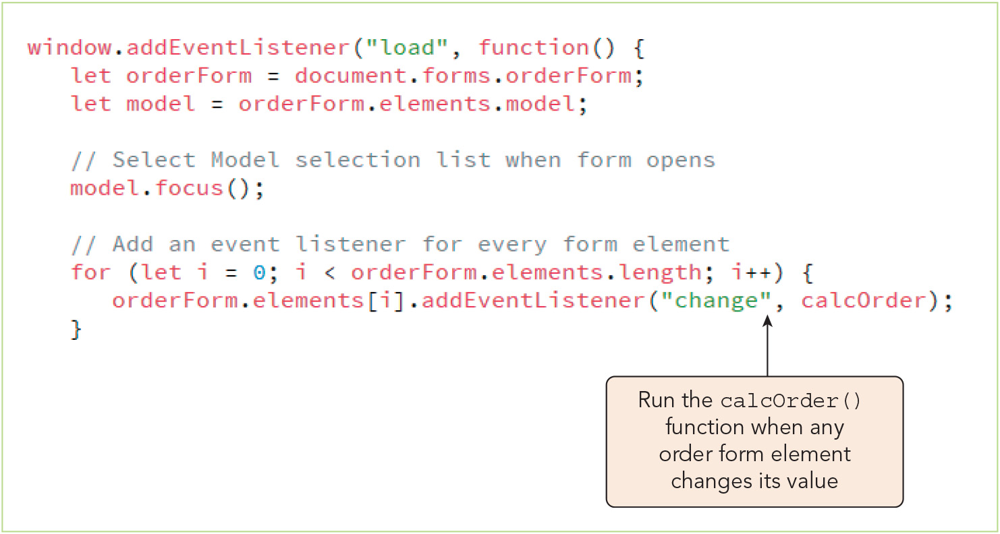 window.addEventListener("load", function() {
   let orderForm = document.forms.orderForm;
   let model = orderForm.elements.model;

   // Select Model selection list when form opens
   model.focus();

   // Add an event listener for every form element
   for (let i = 0; i < orderForm.elements.length; i++) {
      orderForm.elements[i].addEventListener("change", calcOrder);
   }
Run the calcOrder()
function when any
order form element
changes its value